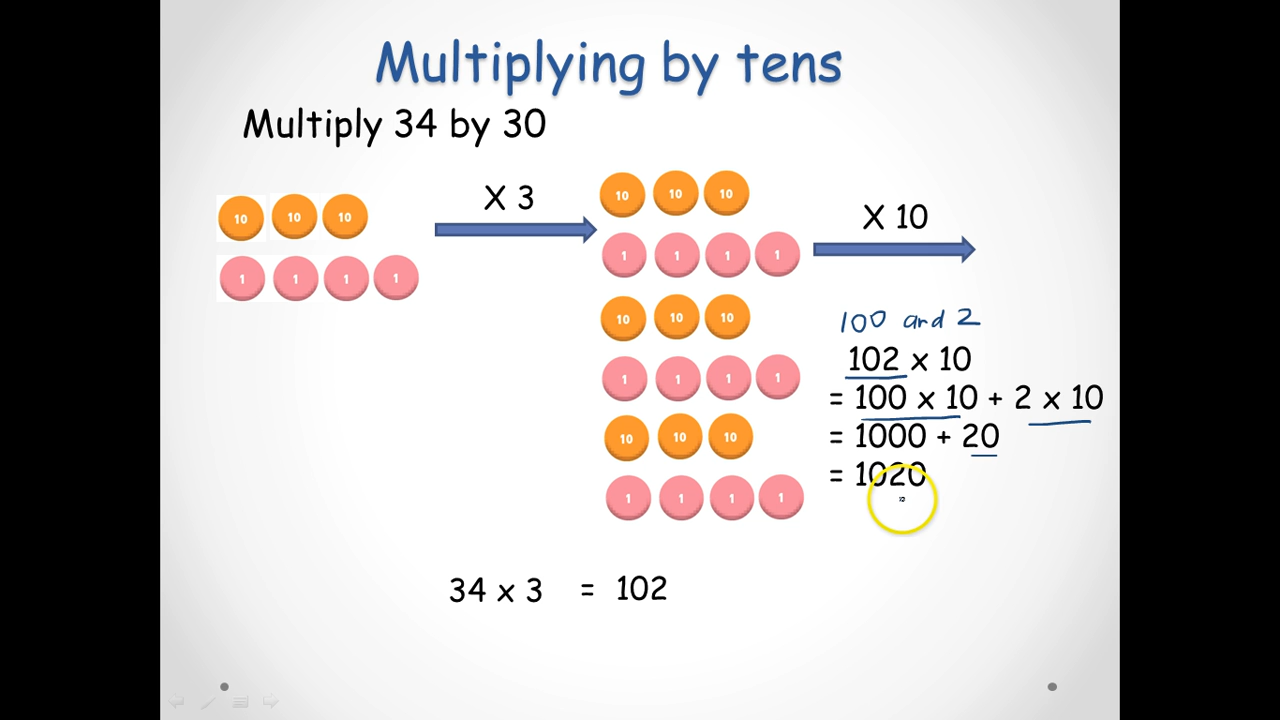 Multiplying by tens
Multiply 34 by 30
10 10 10
1 1 1 1
X 3
10 10 10
1 1 1 1
10 10 10
1 1 1 1
10 10 10
1 1 1 1
X 10
100 and 2
102 x 10
= 100 x 10 + 2 x 10
= 1000 + 20
= 1020
34 x 3 = 102